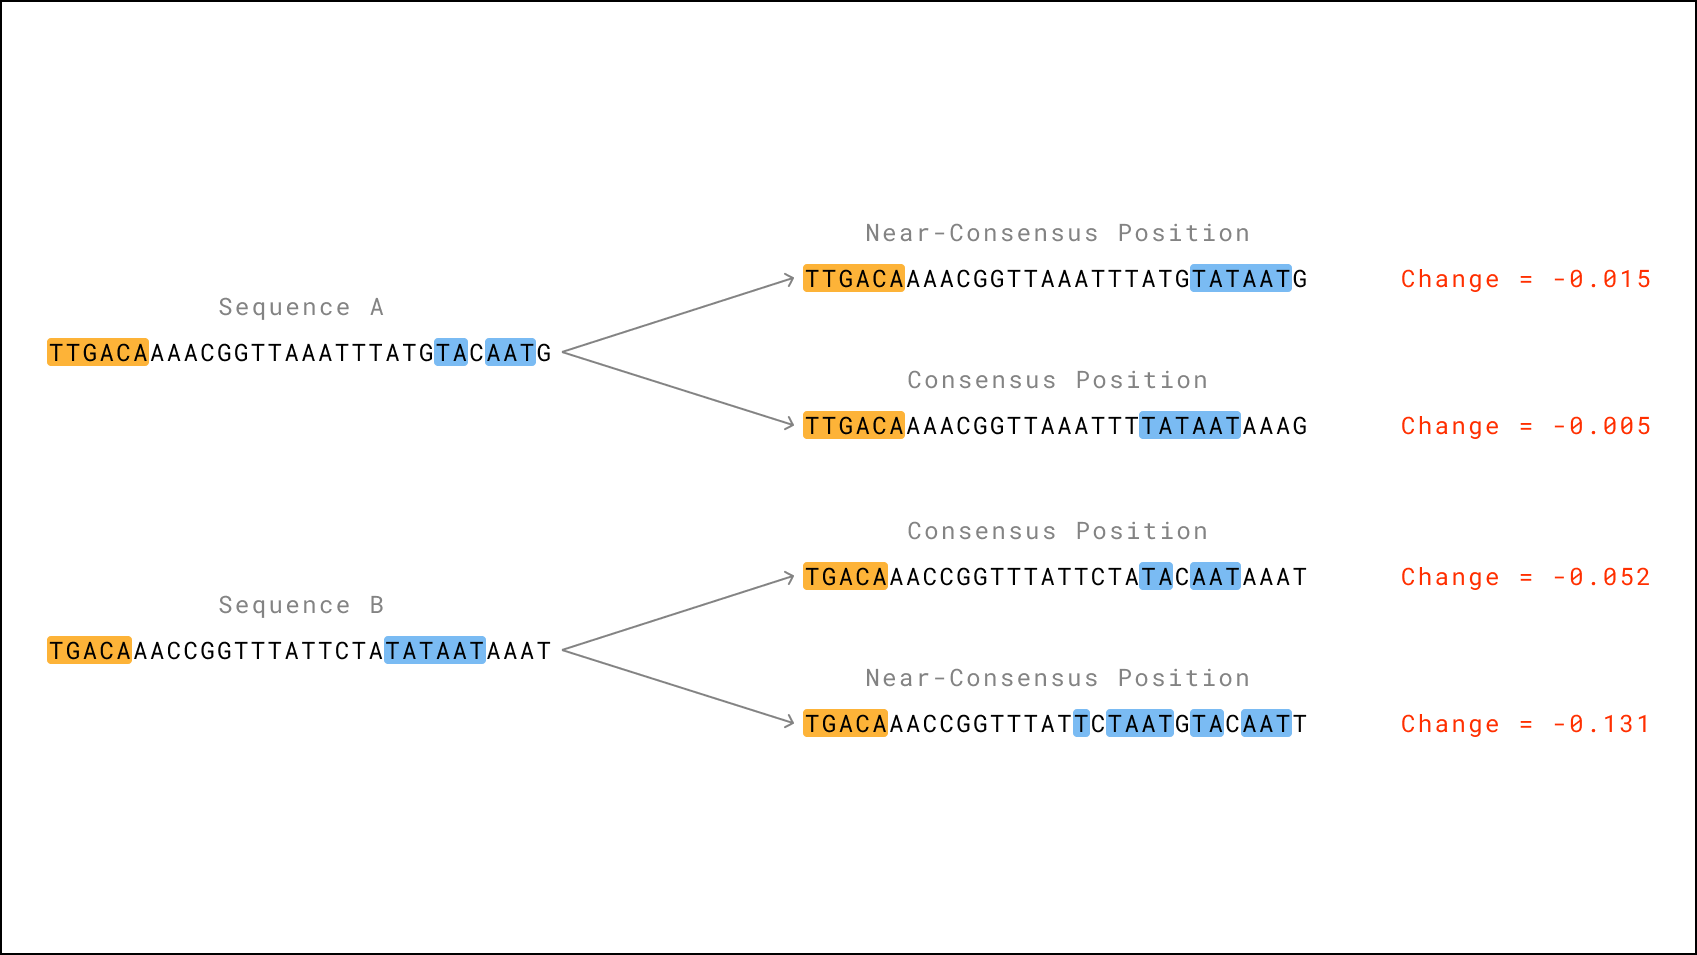 Near-Consensus Position
TTGACAAAACGGTTAAATTTATGTATAATG Change = -0.015
Sequence A
TTGACAAAACGGTTAAATTTATGTACAATG
Consensus Position
TTGACAAAACGGTTAAATTTTATAATAAAG Change = -0.005
Consensus Position
TGACAAACCGGTTTATTCTATACAATAAAT Change = -0.052
Sequence B
TGACAAACCGGTTTATTCTATATAATAAAT
Near-Consensus Position
TGACAAACCGGTTTATTCTAATGTACAATT Change = -0.131